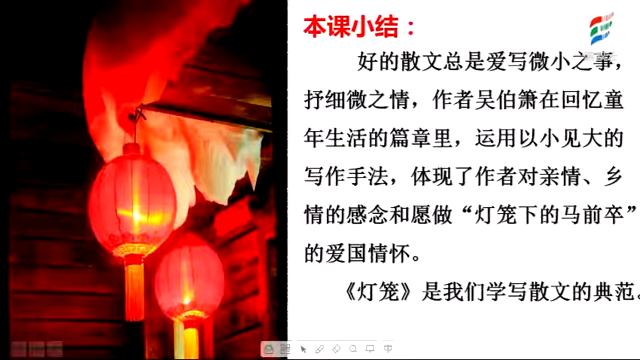 本课小结：
好的散文总是爱写微小之事，
抒细微之情，作者吴伯箫在回忆童
年生活的篇章里，运用以小见大的
写作手法，体现了作者对亲情、乡
情的感念和愿做“灯笼下的马前卒”
的爱国情怀。
《灯笼》是我们学写散文的典范。